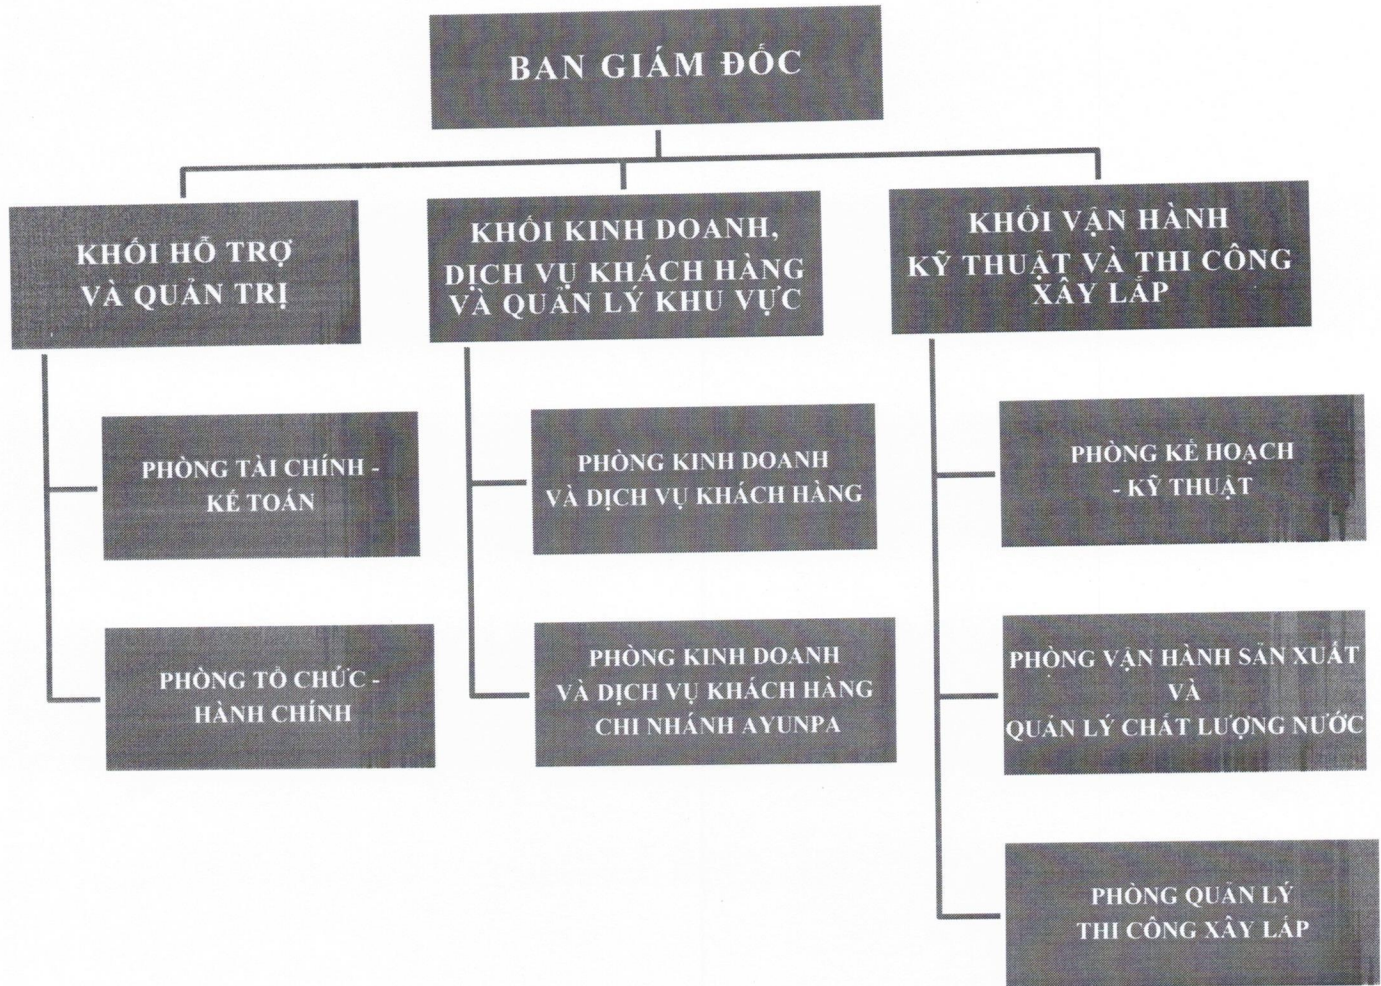 BAN GIÁM ĐỐC
KHỐI HỖ TRỢ
VÀ QUẢN TRỊ
KHỐI KINH DOANH,
DỊCH VỤ KHÁCH HÀNG
VÀ QUẢN LÝ KHU VỰC
KHỐI VẬN HÀNH
KỸ THUẬT VÀ THI CÔNG
XÂY LẮP
PHÒNG TÀI CHÍNH -
KẾ TOÁN
PHÒNG TỔ CHỨC -
HÀNH CHÍNH
PHÒNG KINH DOANH
VÀ DỊCH VỤ KHÁCH HÀNG
PHÒNG KINH DOANH
VÀ DỊCH VỤ KHÁCH HÀNG
CHI NHÁNH AYUNPA
PHÒNG KẾ HOẠCH
- KỸ THUẬT
PHÒNG VẬN HÀNH SẢN XUẤT
VÀ
QUẢN LÝ CHẤT LƯỢNG NƯỚC
PHÒNG QUẢN LÝ
THI CÔNG XÂY LẮP